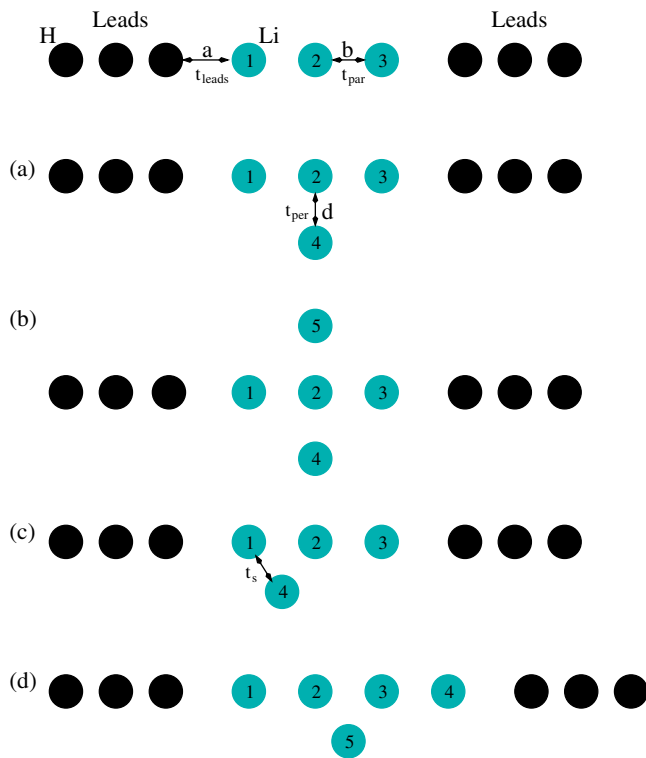 Leads Leads
H a Li b
1 2 3
t_leads t_par
(a)
1 2 3
t_per d
4
(b)
5
1 2 3
4
(c)
1 2 3
t_s
4
(d)
1 2 3 4
5